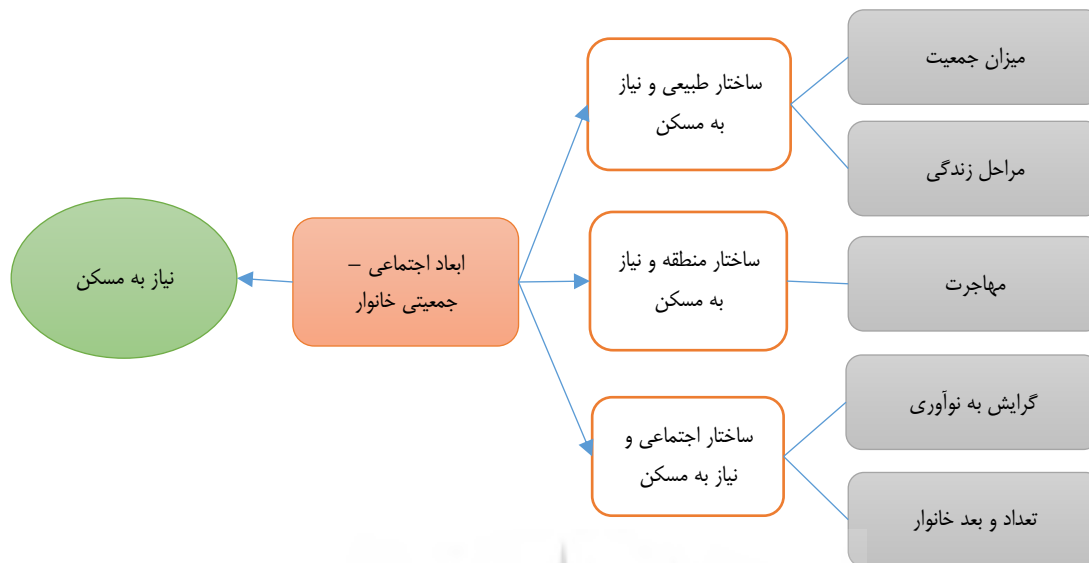 میزان جمعیت
ساختار طبیعی و نیاز
به مسکن
مراحل زندگی
ابعاد اجتماعی –
جمعیتی خانوار
نیاز به مسکن
ساختار منطقه و نیاز
به مسکن
مهاجرت
گرایش به نوآوری
ساختار اجتماعی و
نیاز به مسکن
تعداد و بعد خانوار